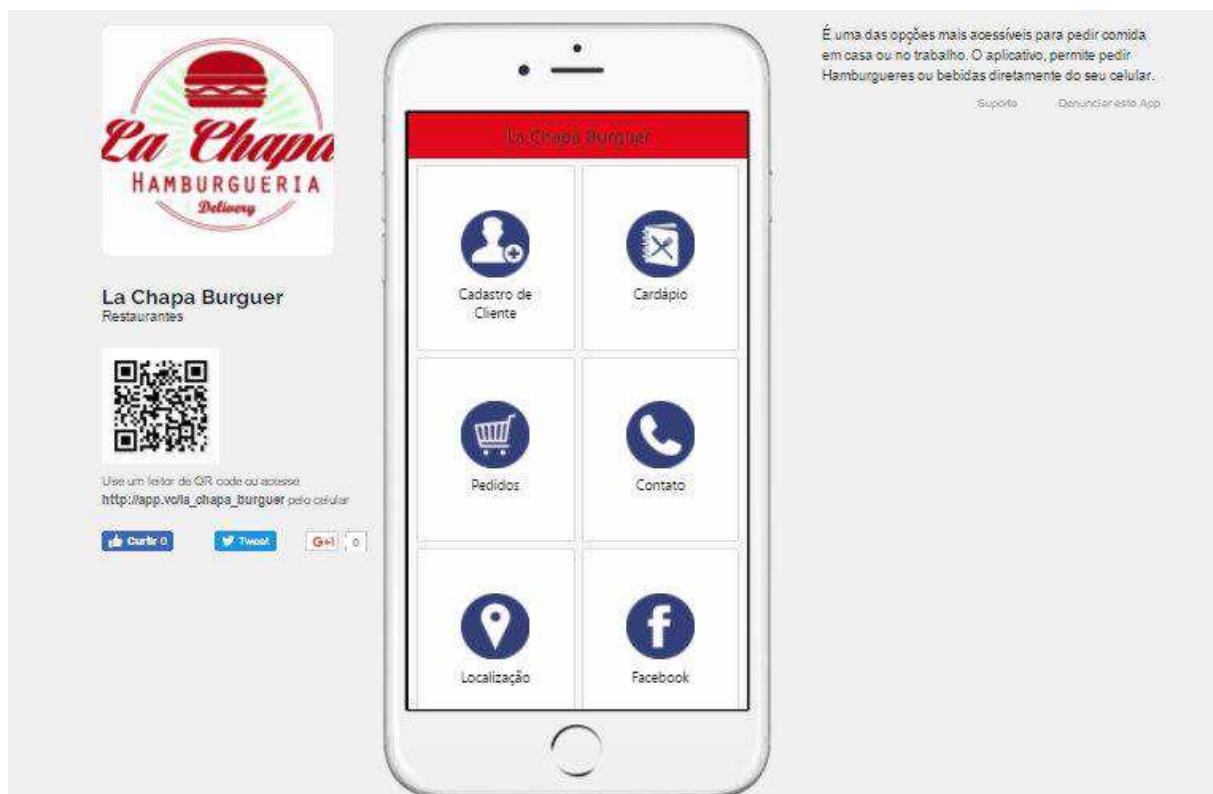 La Chapa
HAMBURGUERIA
Delivery
La Chapa Burguer
Restaurantes
Use um leitor de QR code ou acesse
http://app.vc/la_chapa_burguer pelo celular
Curtir 0
Tweet
G+1
0
La Chapa Burguer
Cadastro de
Cliente
Cardápio
Pedidos
Contato
Localização
Facebook
É uma das opções mais acessíveis para pedir comida
em casa ou no trabalho. O aplicativo, permite pedir
Hamburgueres ou bebidas diretamente do seu celular.
Suporte
Denunciar este App